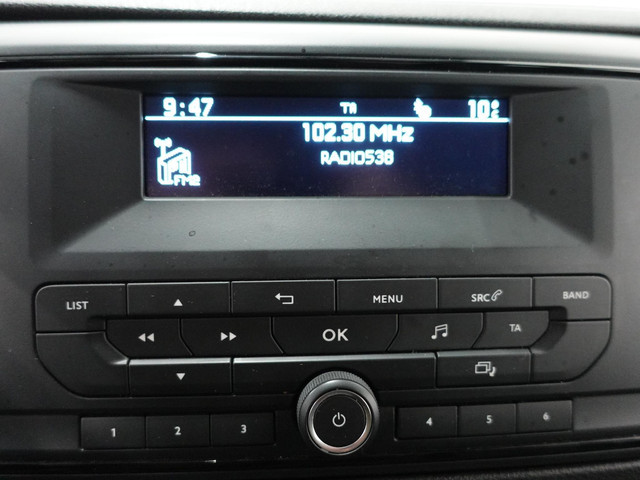 9:47 TA 10°C
102.30 MHz
RADIO538
FM2
LIST MENU SRC BAND
OK TA
1 2 3 4 5 6